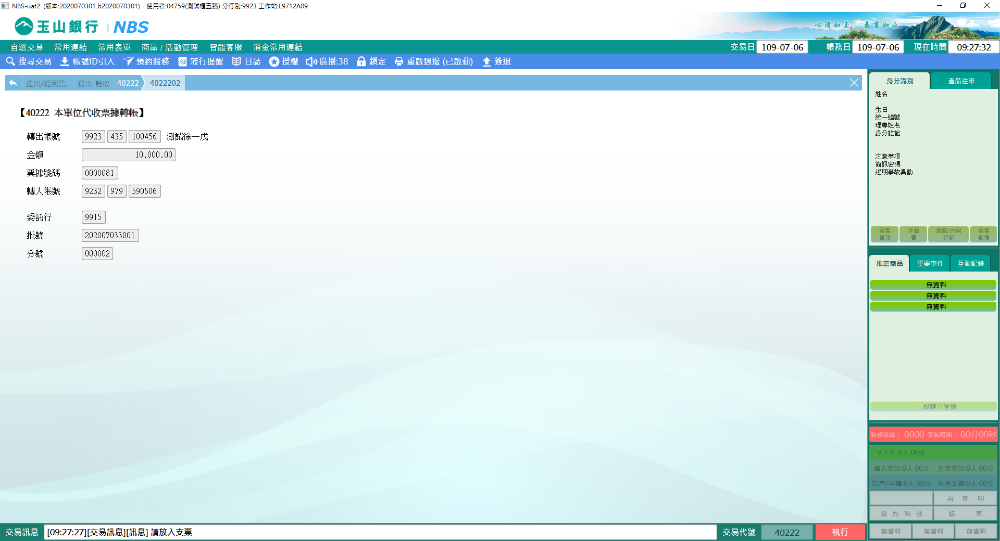 NBS-uat2 (版本:2020070301.b2020070301) 使用者:04759(測試櫃五騰) 分行別:9923 工作站:L9712A09
玉山銀行 | NBS
心清如玉。 義重如山。
自選交易 常用連結 常用表單 商品 / 活動管理 智能客服 消金常用連結
交易日 109-07-06 帳務日 109-07-06 現在時間 09:27:32
搜尋交易 帳號ID引入 預約服務 蒞行提醒 日誌 授權 廣播:38 鎖定 重啟週邊 (已啟動) 簽退
提出/提回票.. 提出-託收 40222 4022202
【40222 本單位代收票據轉帳】
轉出帳號 9923 435 100456 測試徐一戊
金額 10,000.00
票據號碼 0000081
轉入帳號 9232 979 590506
委託行 9915
批號 202007033001
分號 000002
身分識別 產品往來
姓名
生日
統一編號
理專姓名
身分註記
注意事項
簡訊密碼
近期事故異動
顧客資訊 手續費 通路/共同行銷 顧客影像
推薦商品 重要事件 互動記錄
無資料
無資料
無資料
一般轉介登錄
服務號碼： 0000 等候時間： 00分00秒
ＶＩＰ:0人 00分
個人交易:0人 00分 企業交易:0人 00分
開戶/申請:0人 00分 外匯業務:0人 00分
再 呼 叫
預 約 叫 號 結 束
無資料 無資料 無資料
交易訊息 [09:27:27][交易訊息][訊息] 請放入支票
交易代號 40222 執行